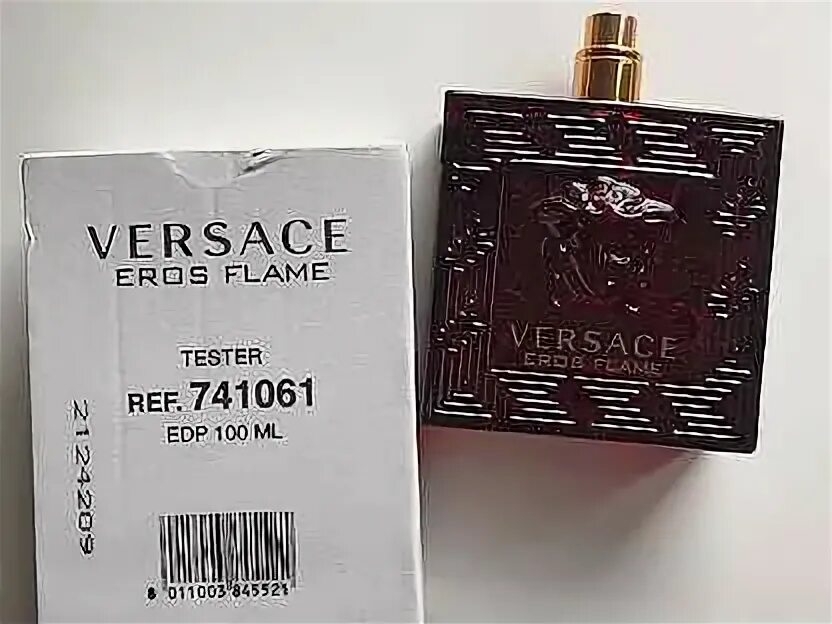 VERSACE
EROS FLAME
TESTER
REF. 741061
EDP 100 ML
2124209
8 011003 845521
VERSACE
EROS FLAME